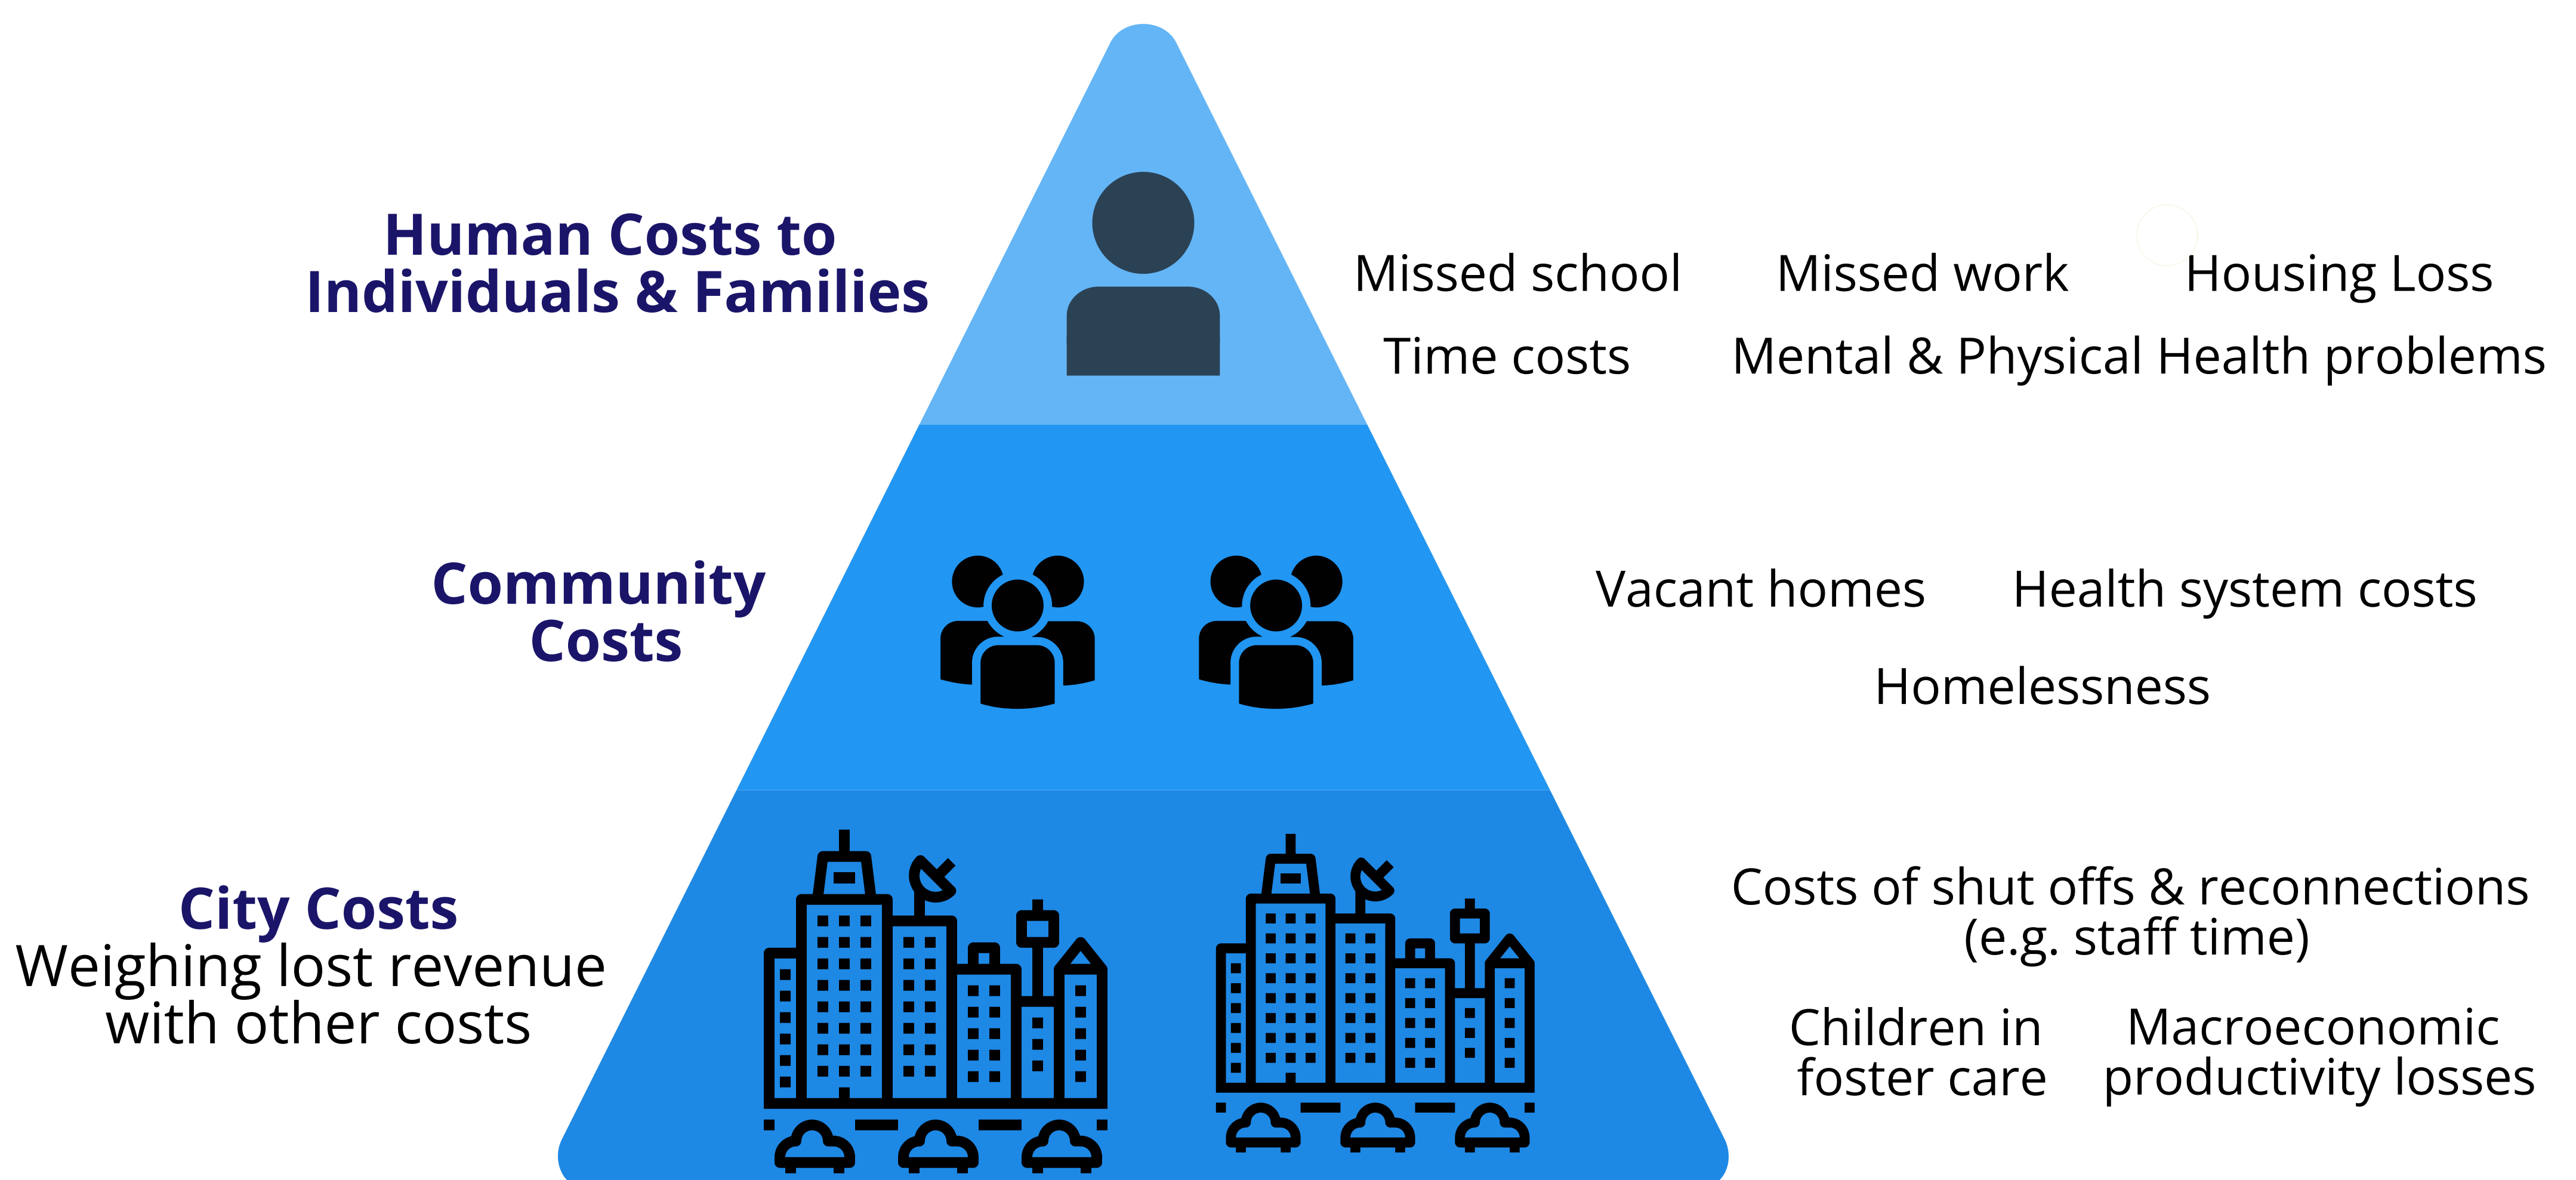 Human Costs to
Individuals & Families
Missed school
Missed work
Housing Loss
Time costs
Mental & Physical Health problems
Community
Costs
Vacant homes
Health system costs
Homelessness
City Costs
Weighing lost revenue
with other costs
Costs of shut offs & reconnections
(e.g. staff time)
Children in
foster care
Macroeconomic
productivity losses